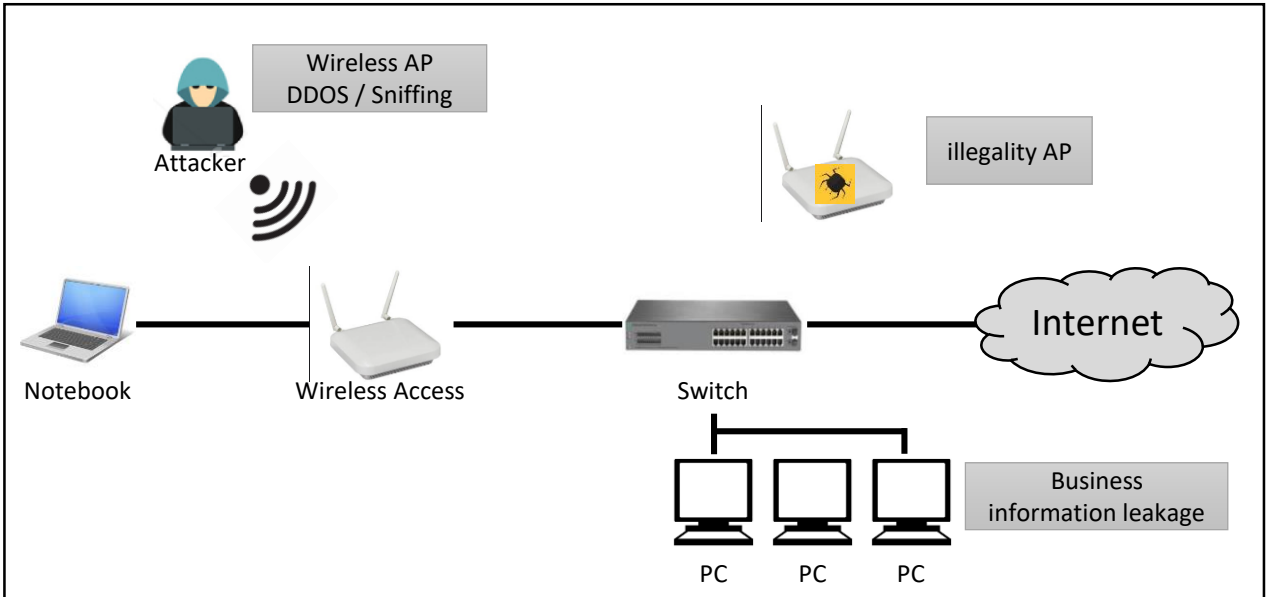 Wireless AP
DDOS / Sniffing
Attacker
illegality AP
Internet
Notebook
Wireless Access
Switch
Business
information leakage
PC
PC
PC